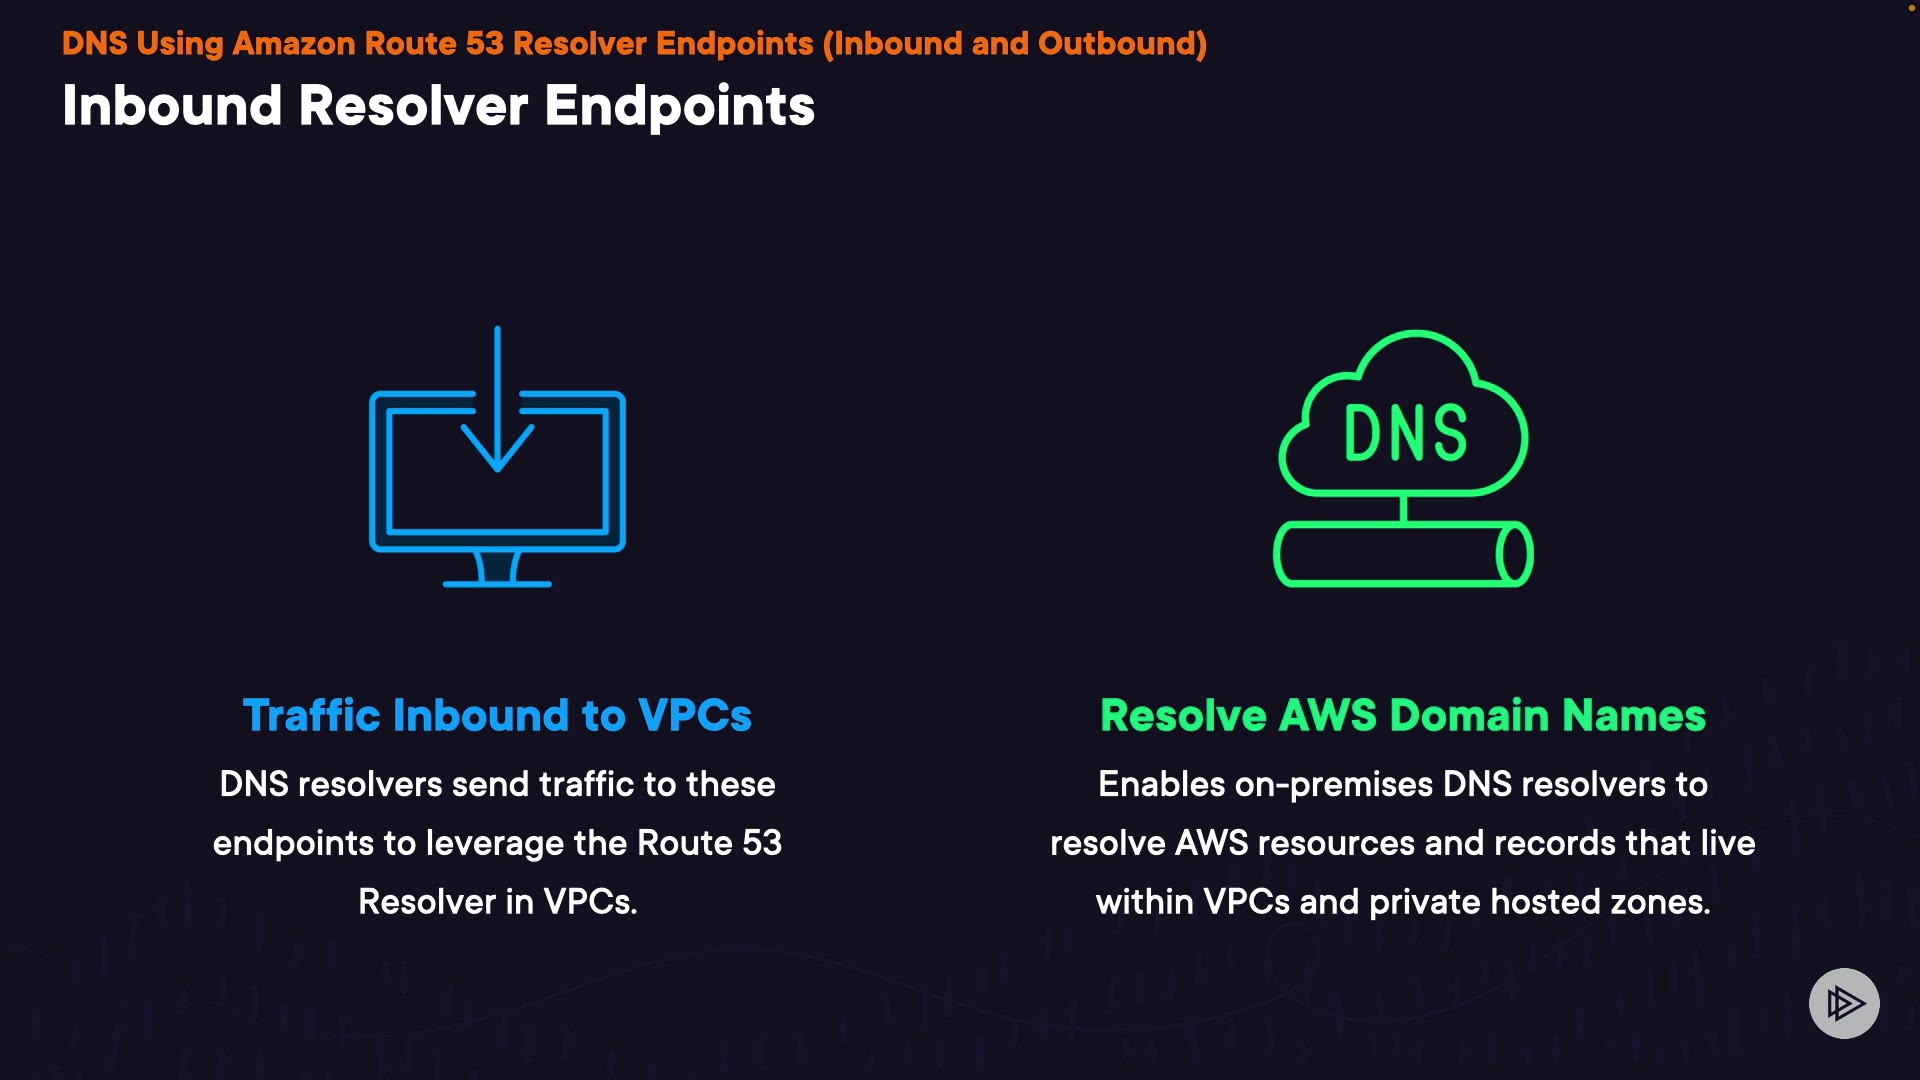 DNS Using Amazon Route 53 Resolver Endpoints (Inbound and Outbound)
Inbound Resolver Endpoints
DNS
Traffic Inbound to VPCs
DNS resolvers send traffic to these
endpoints to leverage the Route 53
Resolver in VPCs.
Resolve AWS Domain Names
Enables on-premises DNS resolvers to
resolve AWS resources and records that live
within VPCs and private hosted zones.